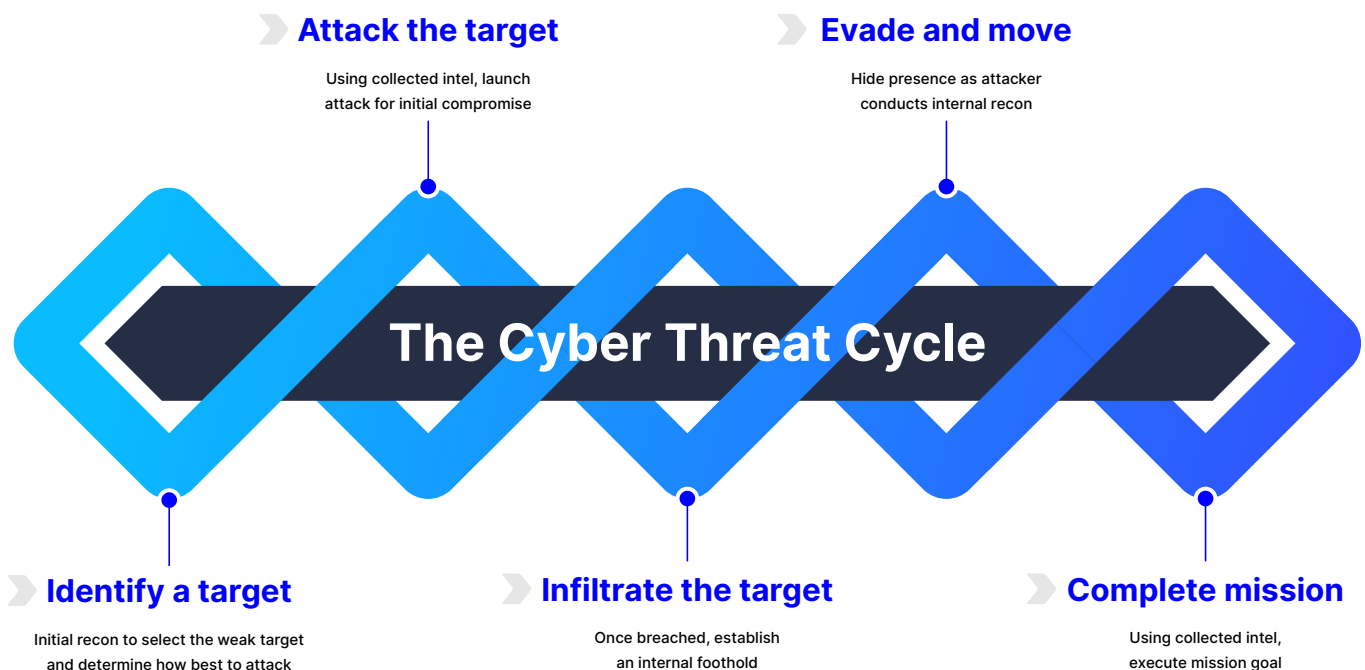 Attack the target
Using collected intel, launch
attack for initial compromise
Evade and move
Hide presence as attacker
conducts internal recon
The Cyber Threat Cycle
Identify a target
Initial recon to select the weak target
and determine how best to attack
Infiltrate the target
Once breached, establish
an internal foothold
Complete mission
Using collected intel,
execute mission goal